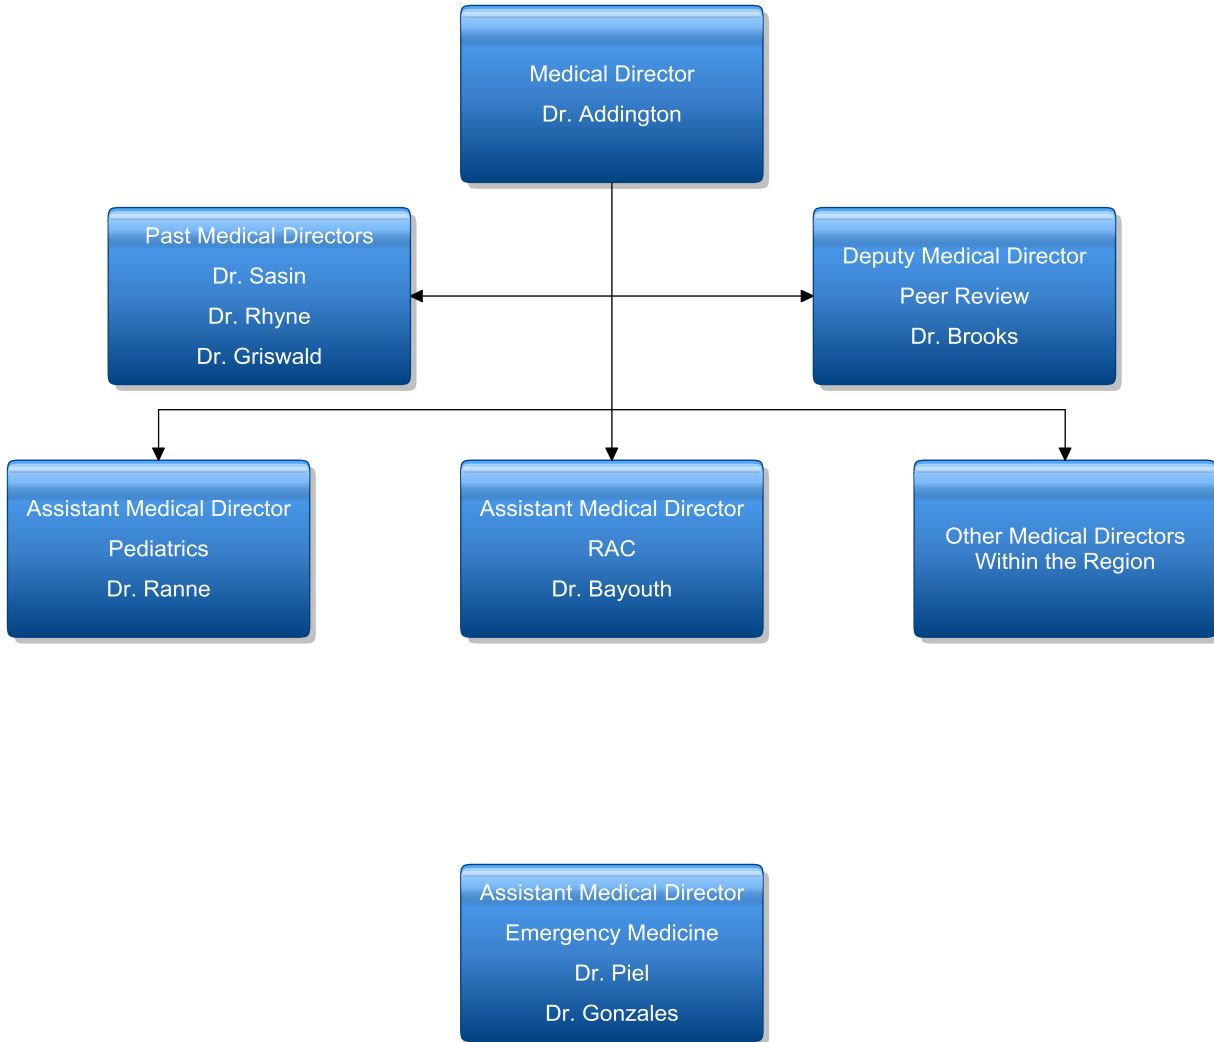 Medical Director
Dr. Addington
Past Medical Directors
Dr. Sasin
Dr. Rhyne
Dr. Griswald
Deputy Medical Director
Peer Review
Dr. Brooks
Assistant Medical Director
Pediatrics
Dr. Ranne
Assistant Medical Director
RAC
Dr. Bayouth
Other Medical Directors
Within the Region
Assistant Medical Director
Emergency Medicine
Dr. Piel
Dr. Gonzales